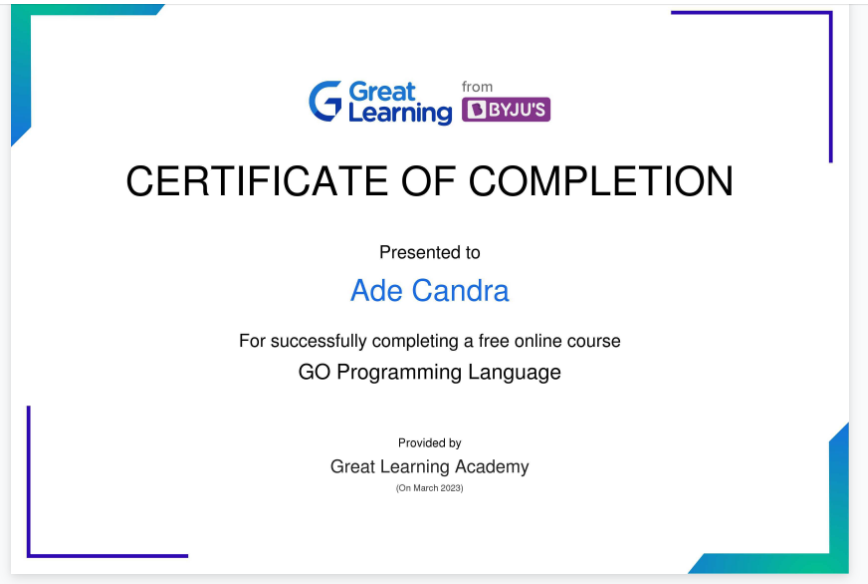 Great Learning
from
BYJU'S
CERTIFICATE OF COMPLETION
Presented to
Ade Candra
For successfully completing a free online course
GO Programming Language
Provided by
Great Learning Academy
(On March 2023)